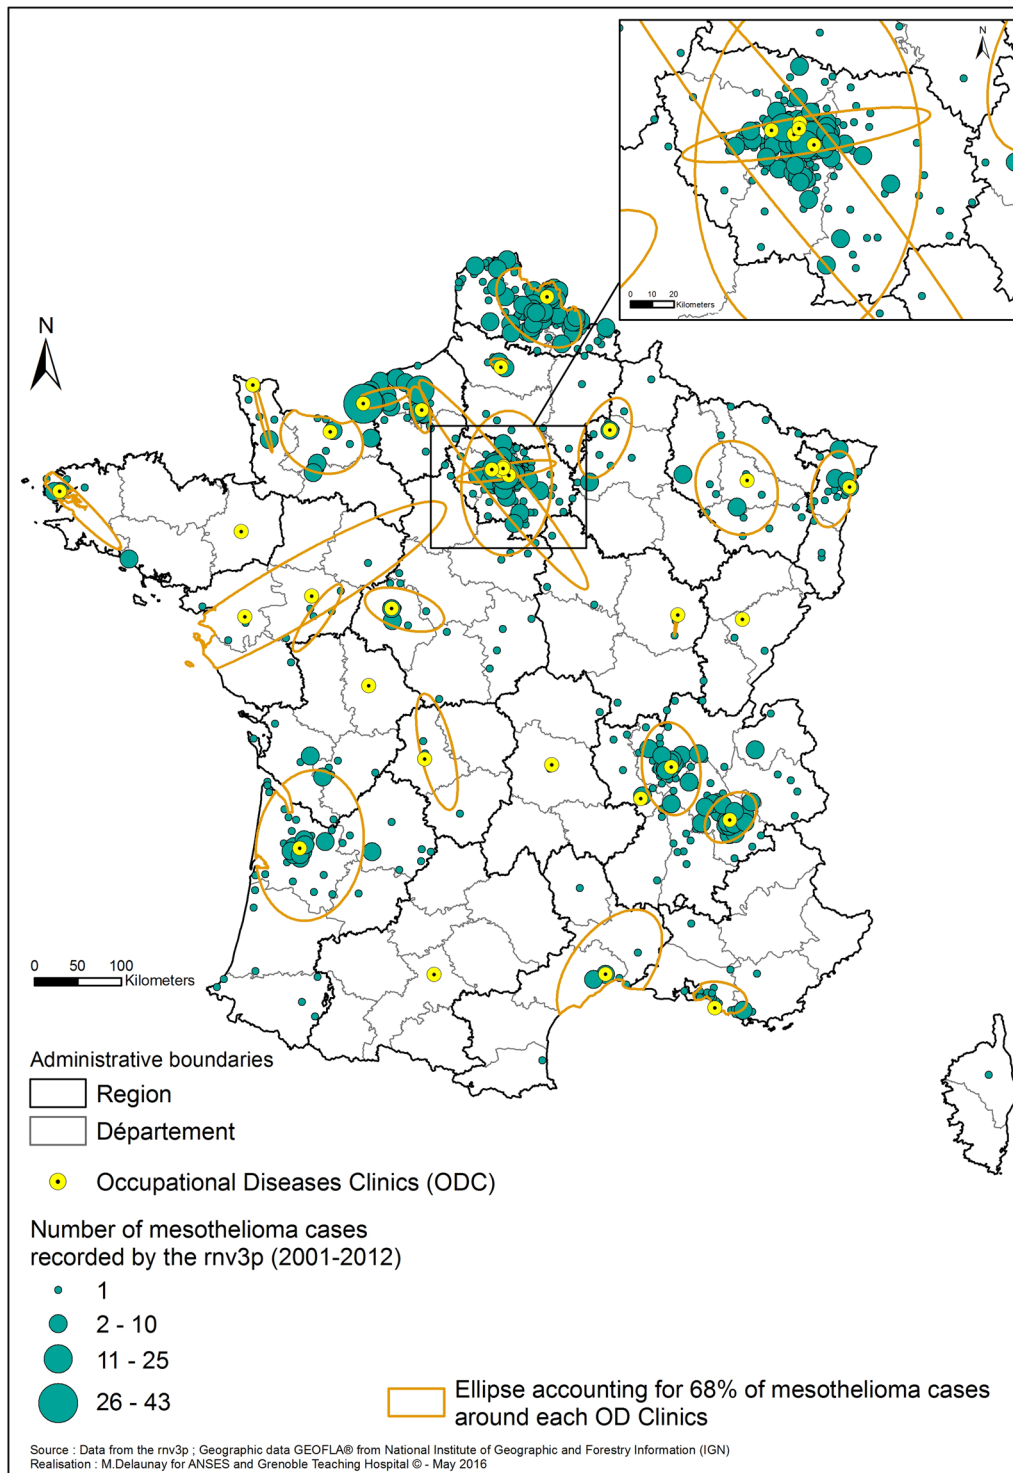 N
0 10 20
Kilometers
N
0 50 100
Kilometers
Administrative boundaries
Region
Département
Occupational Diseases Clinics (ODC)
Number of mesothelioma cases
recorded by the rnv3p (2001-2012)
1
2 - 10
11 - 25
26 - 43
Ellipse accounting for 68% of mesothelioma cases
around each OD Clinics
Source : Data from the rnv3p ; Geographic data GEOFLA® from National Institute of Geographic and Forestry Information (IGN)
Realisation : M.Delaunay for ANSES and Grenoble Teaching Hospital © - May 2016